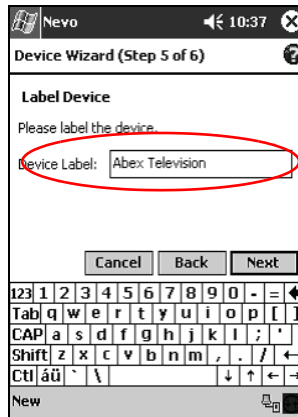 Nevo 10:37
Device Wizard (Step 5 of 6)
Label Device
Please label the device.
Device Label: Abex Television
Cancel Back Next
123 1 2 3 4 5 6 7 8 9 0 - =
Tab q w e r t y u i o p [ ]
CAP a s d f g h j k l ; '
Shift z x c v b n m , . /
Ctl áü ` \
New